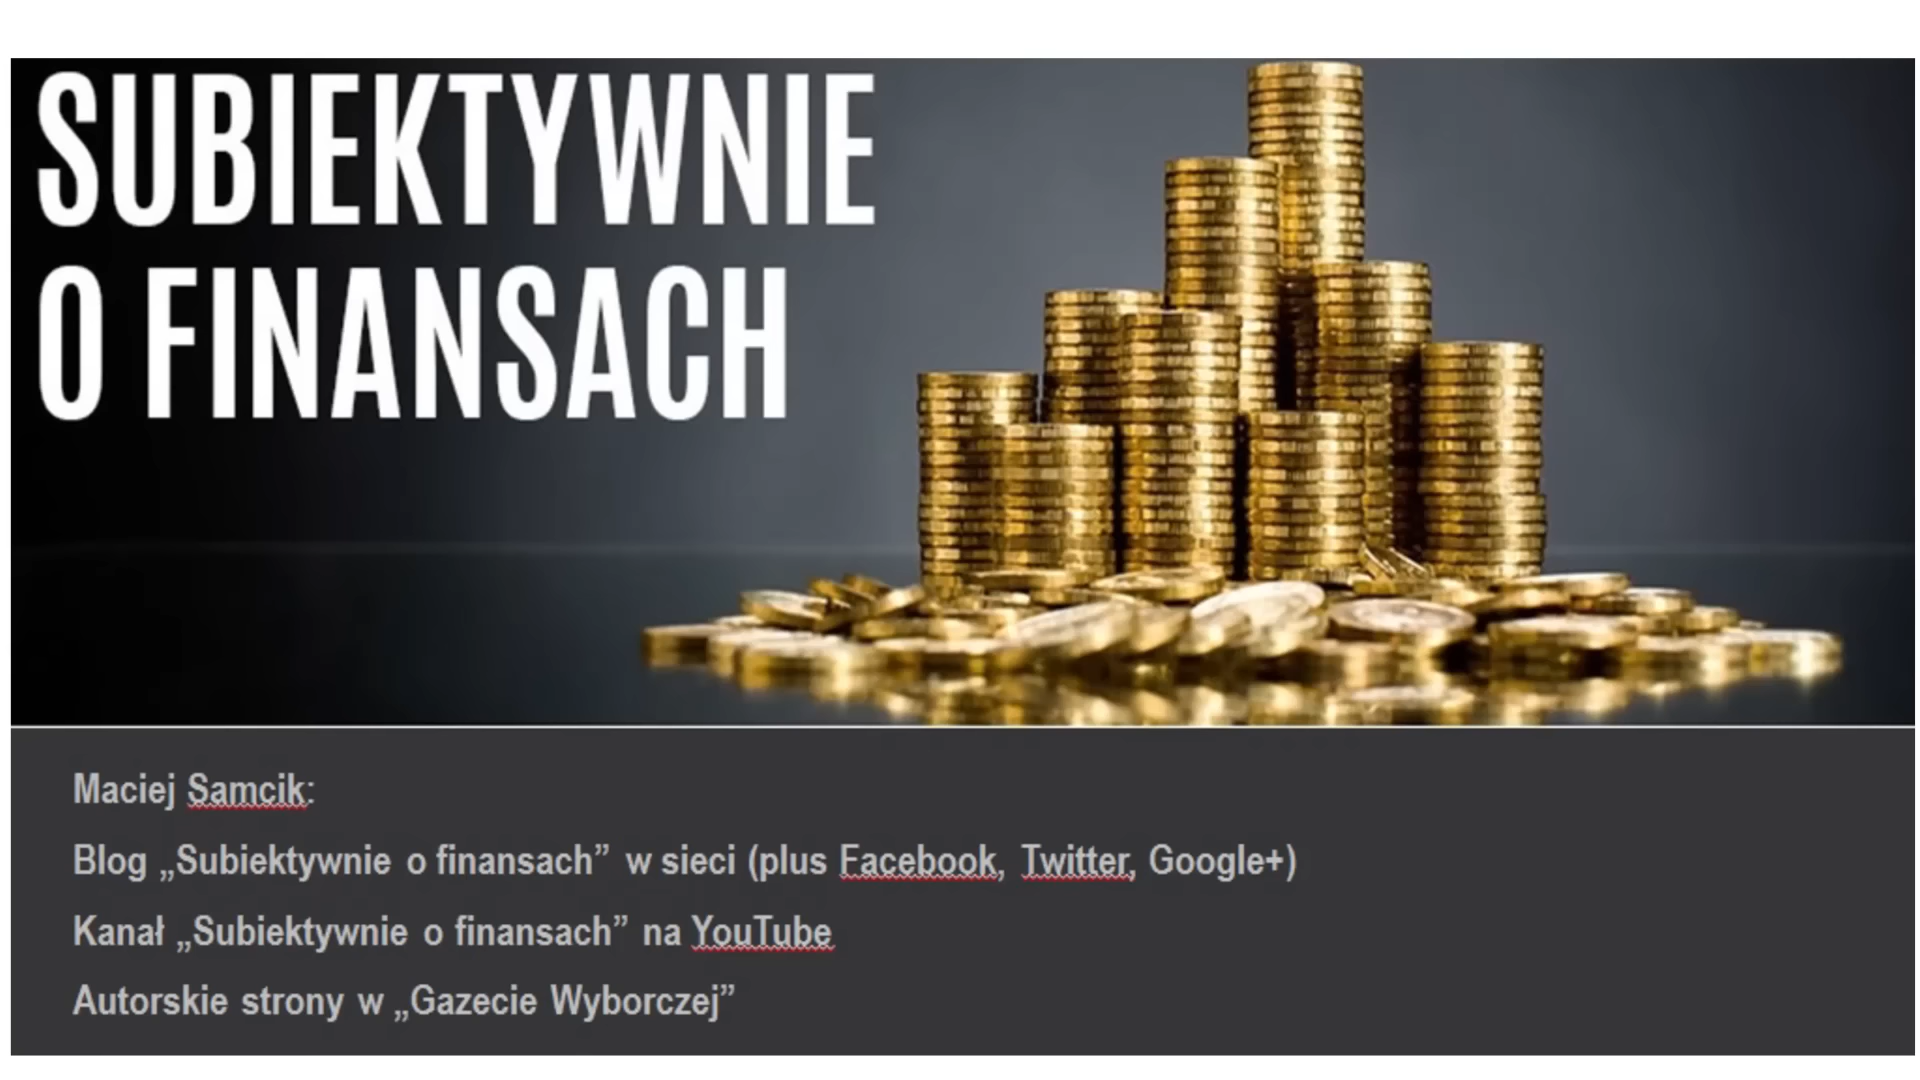 SUBIEKTYWNIE
O FINANSACH
Maciej Samcik:
Blog „Subiektywnie o finansach” w sieci (plus Facebook, Twitter, Google+)
Kanał „Subiektywnie o finansach” na YouTube
Autorskie strony w „Gazecie Wyborczej”